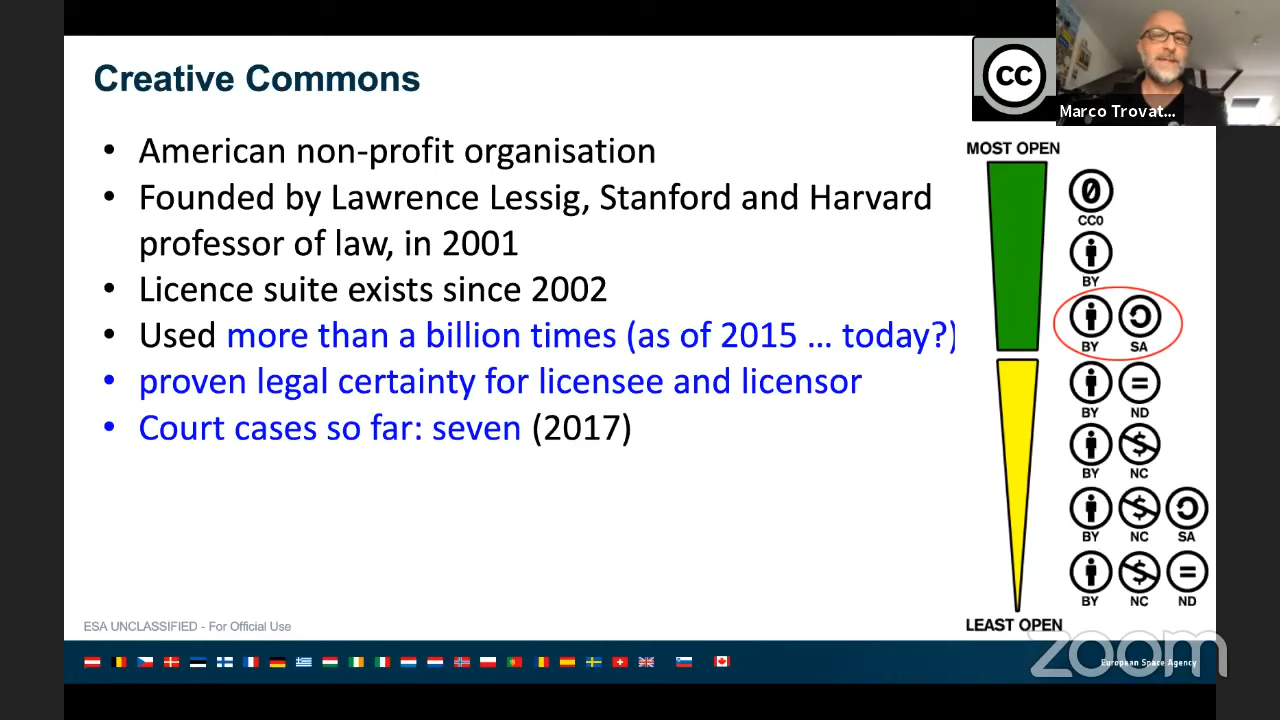 Creative Commons
• American non-profit organisation
• Founded by Lawrence Lessig, Stanford and Harvard
professor of law, in 2001
• Licence suite exists since 2002
• Used more than a billion times (as of 2015 … today?)
• proven legal certainty for licensee and licensor
• Court cases so far: seven (2017)
ESA UNCLASSIFIED - For Official Use
cc
Marco Trovat...
MOST OPEN
0
CC0
BY
BY SA
BY ND
BY NC
BY NC SA
BY NC ND
LEAST OPEN
zoom
European Space Agency